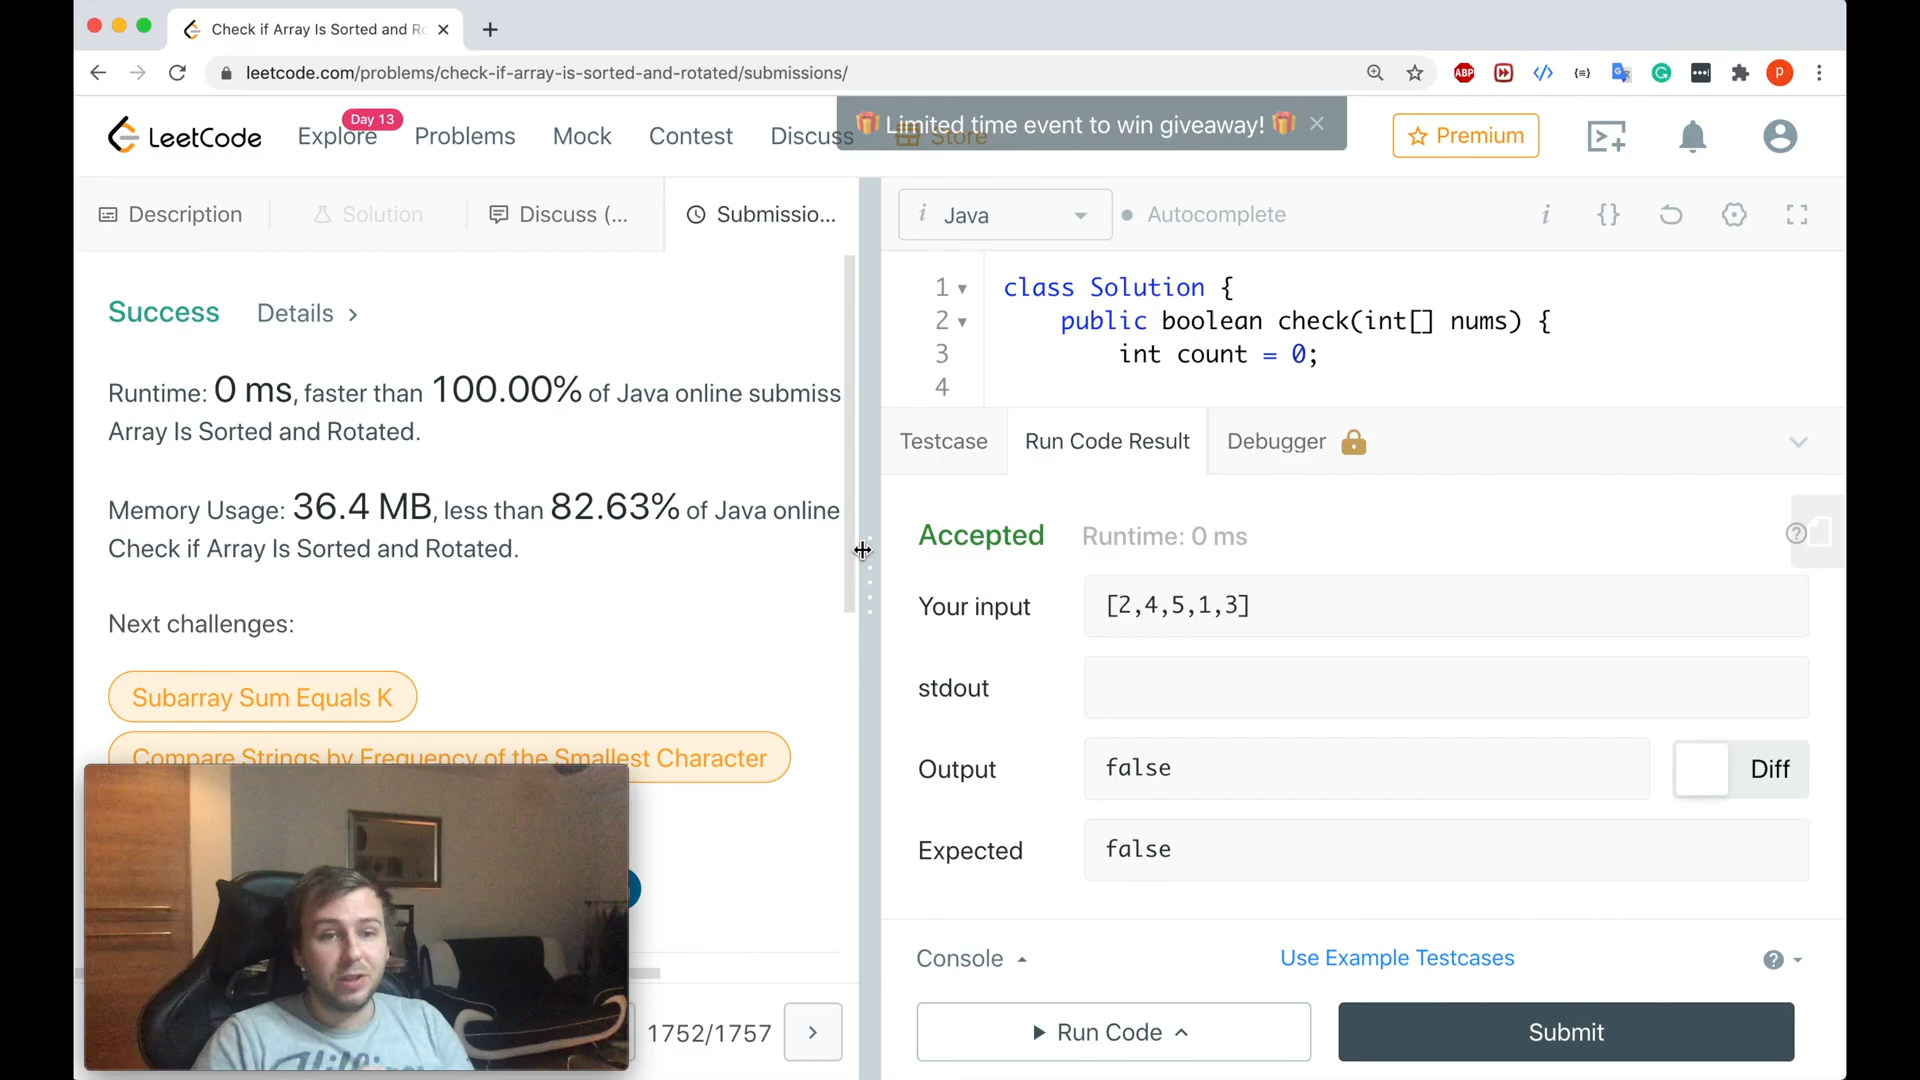 Check if Array Is Sorted and Ro
leetcode.com/problems/check-if-array-is-sorted-and-rotated/submissions/
ABP
p
LeetCode
Explore
Day 13
Problems
Mock
Contest
Discuss
Store
Limited time event to win giveaway!
Premium
Description
Solution
Discuss (...
Submissio...
i Java
Autocomplete
Success
Details
Runtime: 0 ms, faster than 100.00% of Java online submiss
Array Is Sorted and Rotated.
Memory Usage: 36.4 MB, less than 82.63% of Java online
Check if Array Is Sorted and Rotated.
Next challenges:
Subarray Sum Equals K
Compare Strings by Frequency of the Smallest Character
1752/1757
1 class Solution {
2 public boolean check(int[] nums) {
3 int count = 0;
4
Testcase
Run Code Result
Debugger
Accepted
Runtime: 0 ms
Your input
[2,4,5,1,3]
stdout
Output
false
Diff
Expected
false
Console
Use Example Testcases
Run Code
Submit